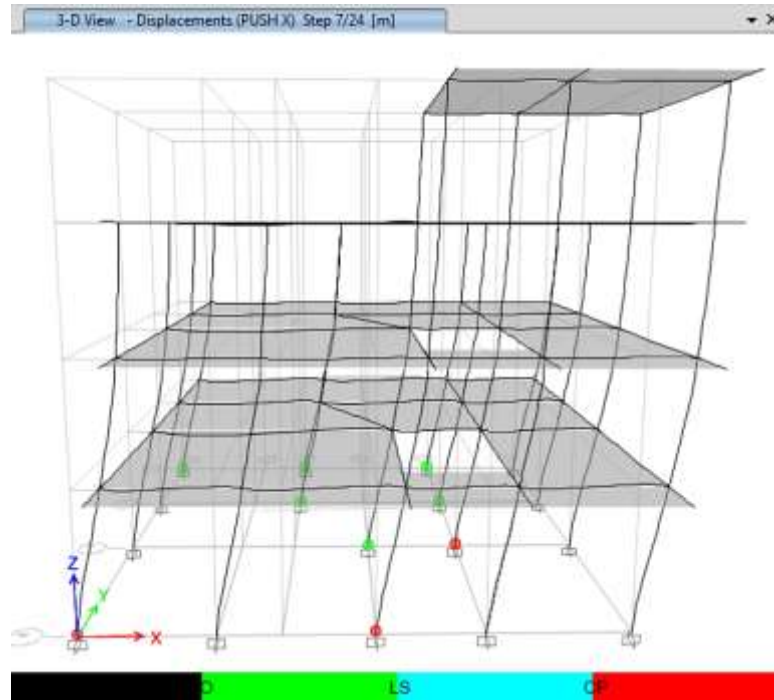 3-D View - Displacements (PUSH X) Step 7/24 [m]
Z
Y
X
IO LS CP